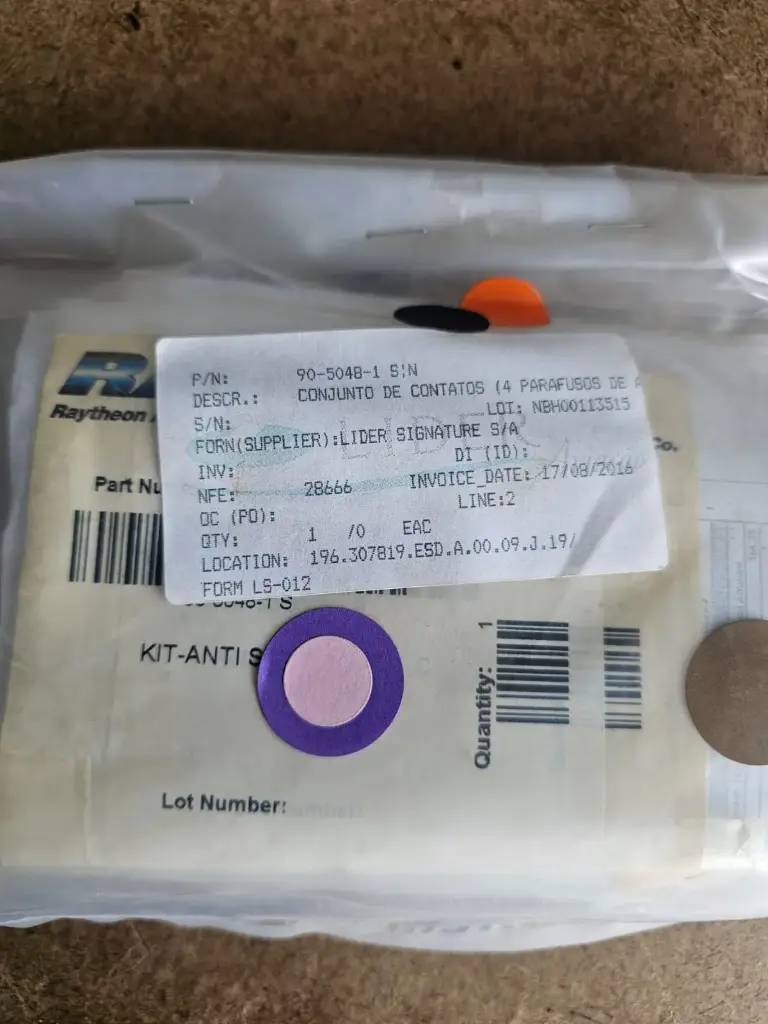 Raytheon
Co.
P/N: 90-5048-1 S:N
DESCR.: CONJUNTO DE CONTATOS (4 PARAFUSOS DE A
S/N: LOT: NBH00113515
LIDER
FORN(SUPPLIER):LIDER SIGNATURE S/A
INV: DI (ID):
NFE: 28666 INVOICE_DATE: 17/08/2016
OC (PO): LINE:2
QTY: 1 /0 EAC
LOCATION: 196.307819.ESD.A.00.09.J.19/
FORM LS-012
Part Nu
KIT-ANTI S
Quantity: 1
Lot Number: